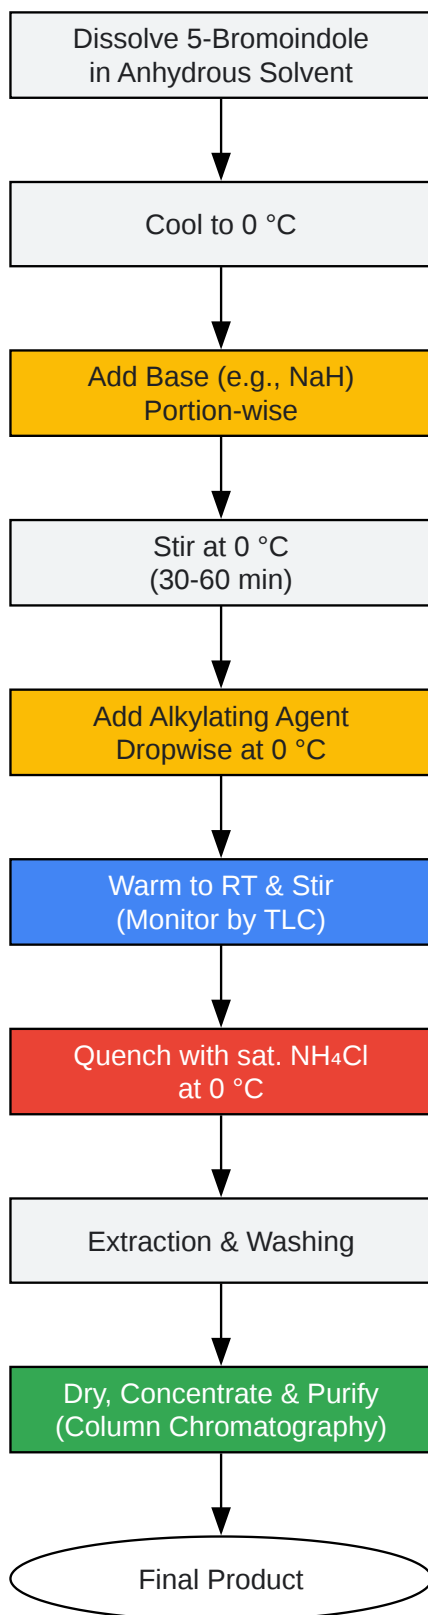 Dissolve 5-Bromoindole
in Anhydrous Solvent
Cool to 0 °C
Add Base (e.g., NaH)
Portion-wise
Stir at 0 °C
(30-60 min)
Add Alkylating Agent
Dropwise at 0 °C
Warm to RT & Stir
(Monitor by TLC)
Quench with sat. NH₄Cl
at 0 °C
Extraction & Washing
Dry, Concentrate & Purify
(Column Chromatography)
Final Product